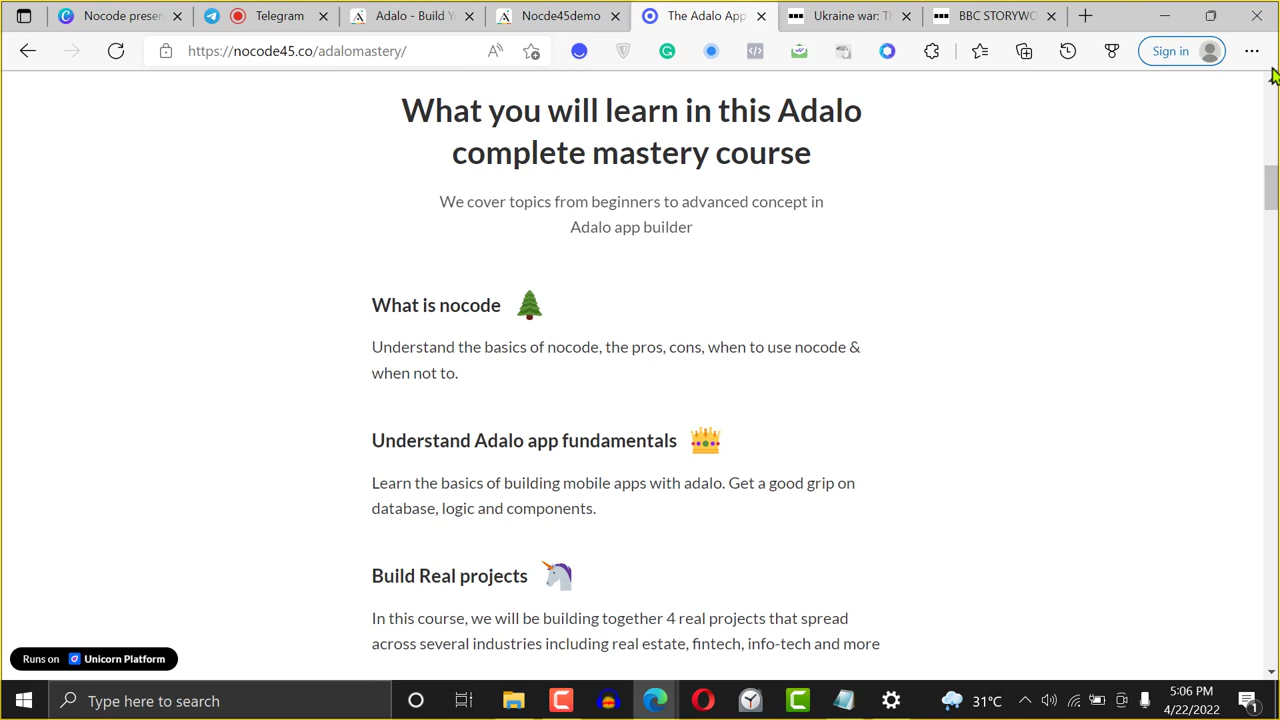 Nocode presen
Telegram
Adalo - Build Y
Nocde45demo
The Adalo App
Ukraine war: T
BBC STORYWO
https://nocode45.co/adalomastery/
Sign in
What you will learn in this Adalo
complete mastery course
We cover topics from beginners to advanced concept in
Adalo app builder
What is nocode
Understand the basics of nocode, the pros, cons, when to use nocode &
when not to.
Understand Adalo app fundamentals
Learn the basics of building mobile apps with adalo. Get a good grip on
database, logic and components.
Build Real projects
In this course, we will be building together 4 real projects that spread
across several industries including real estate, fintech, info-tech and more
Runs on Unicorn Platform
Type here to search
31°C
5:06 PM
4/22/2022
1